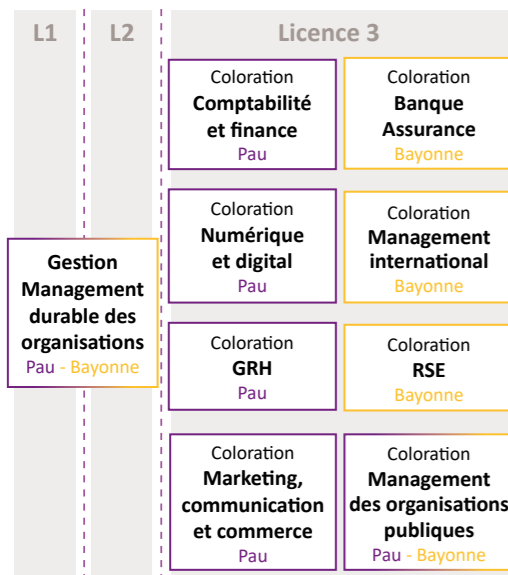 L1
L2
Licence 3
Gestion
Management
durable des
organisations
Pau - Bayonne
Coloration
Comptabilité
et finance
Pau
Coloration
Banque
Assurance
Bayonne
Coloration
Numérique
et digital
Pau
Coloration
Management
international
Bayonne
Coloration
GRH
Pau
Coloration
RSE
Bayonne
Coloration
Marketing,
communication
et commerce
Pau
Coloration
Management
des organisations
publiques
Pau - Bayonne